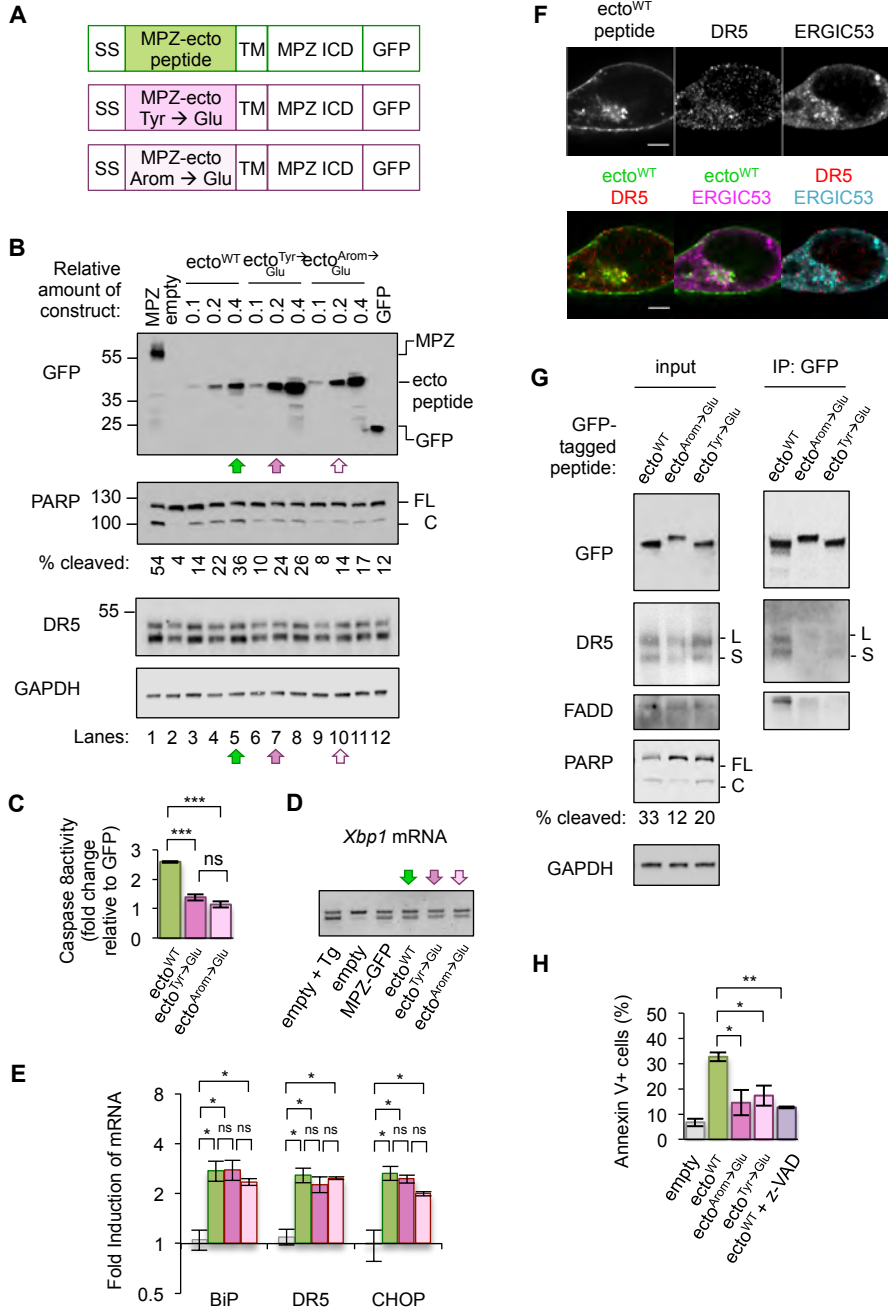 A
SS MPZ-ecto peptide TM MPZ ICD GFP
SS MPZ-ecto Tyr → Glu TM MPZ ICD GFP
SS MPZ-ecto Arom → Glu TM MPZ ICD GFP
B
Relative amount of construct:
MPZ empty ectoWT ectoTyr→Glu ectoArom→Glu GFP
0.1 0.2 0.4 0.1 0.2 0.4 0.1 0.2 0.4
GFP
55
35
25
MPZ
ecto peptide
GFP
PARP
130
100
FL
C
% cleaved: 54 4 14 22 36 10 24 26 8 14 17 12
DR5
55
GAPDH
Lanes: 1 2 3 4 5 6 7 8 9 10 11 12
C
Caspase 8activity
(fold change
relative to GFP)
3
2
1
0
***
***
ns
ectoWT
ectoTyr→Glu
ectoArom→Glu
D
Xbp1 mRNA
empty + Tg
empty
MPZ-GFP
ectoWT
ectoTyr→Glu
ectoArom→Glu
E
Fold Induction of mRNA
8
4
2
1
0.5
*
*
* ns ns
*
*
* ns ns
*
*
* ns ns
BiP DR5 CHOP
F
ectoWT peptide DR5 ERGIC53
ectoWT DR5
ectoWT ERGIC53
DR5 ERGIC53
G
input IP: GFP
GFP-tagged peptide:
ectoWT ectoArom→Glu ectoTyr→Glu
ectoWT ectoArom→Glu ectoTyr→Glu
GFP
DR5
L
S
L
S
FADD
PARP
FL
C
% cleaved: 33 12 20
GAPDH
H
Annexin V+ cells (%)
50
40
30
20
10
0
**
*
*
empty
ectoWT
ectoArom→Glu
ectoTyr→Glu
ectoWT + z-VAD